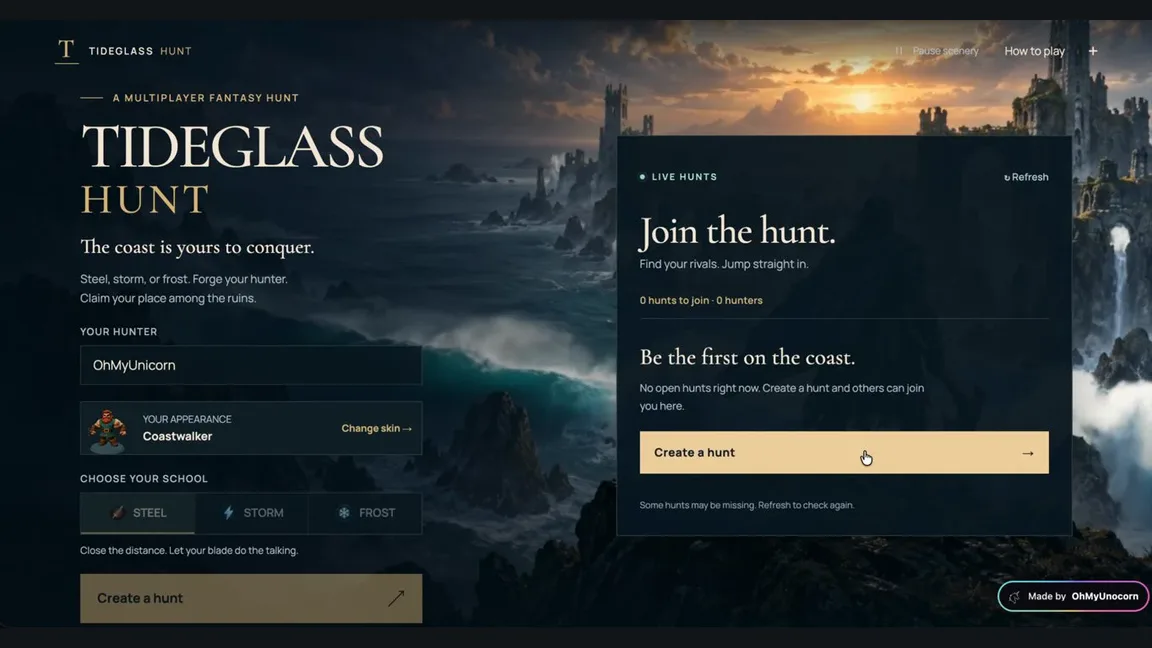 T TIDEGLASS HUNT
Pause scenery
How to play +
A MULTIPLAYER FANTASY HUNT
TIDEGLASS
HUNT
The coast is yours to conquer.
Steel, storm, or frost. Forge your hunter.
Claim your place among the ruins.
YOUR HUNTER
OhMyUnicorn
YOUR APPEARANCE
Coastwalker
Change skin →
CHOOSE YOUR SCHOOL
STEEL
STORM
FROST
Close the distance. Let your blade do the talking.
Create a hunt
LIVE HUNTS
↻ Refresh
Join the hunt.
Find your rivals. Jump straight in.
0 hunts to join · 0 hunters
Be the first on the coast.
No open hunts right now. Create a hunt and others can join
you here.
Create a hunt →
Some hunts may be missing. Refresh to check again.
Made by OhMyUnocorn